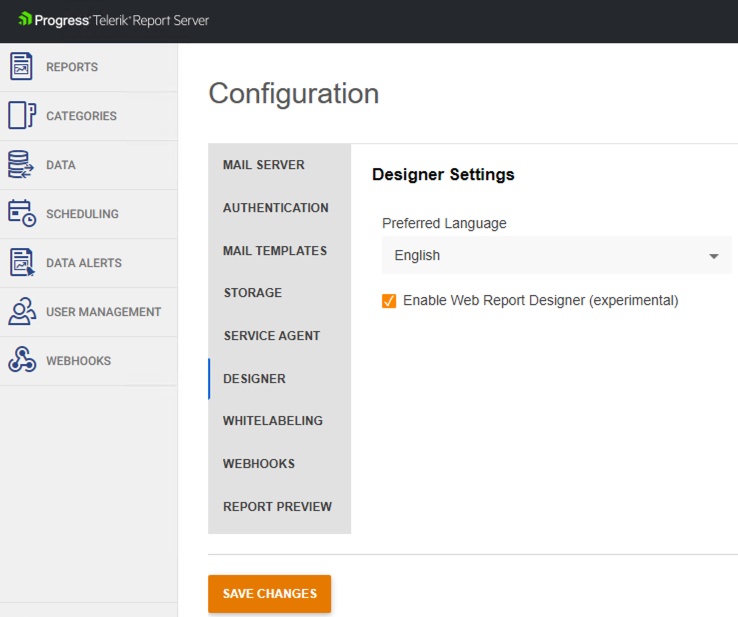 Progress® Telerik® Report Server
REPORTS
CATEGORIES
DATA
SCHEDULING
DATA ALERTS
USER MANAGEMENT
WEBHOOKS
Configuration
MAIL SERVER
AUTHENTICATION
MAIL TEMPLATES
STORAGE
SERVICE AGENT
DESIGNER
WHITELABELING
WEBHOOKS
REPORT PREVIEW
Designer Settings
Preferred Language
English
Enable Web Report Designer (experimental)
SAVE CHANGES